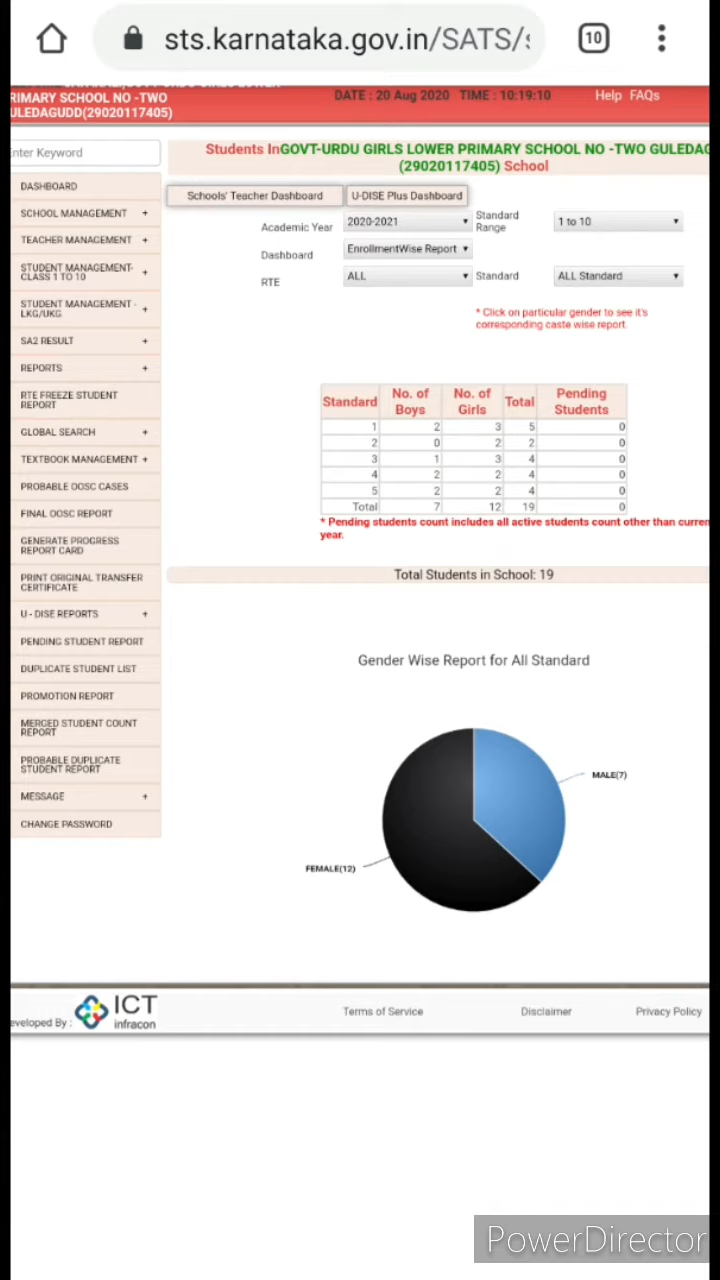 sts.karnataka.gov.in/SATS/
10
RIMARY SCHOOL NO -TWO
ULEDAGUDD(29020117405)
DATE : 20 Aug 2020 TIME : 10:19:10
Help FAQs
nter Keyword
DASHBOARD
SCHOOL MANAGEMENT +
TEACHER MANAGEMENT +
STUDENT MANAGEMENT-
CLASS 1 TO 10 +
STUDENT MANAGEMENT -
LKG/UKG +
SA2 RESULT +
REPORTS +
RTE FREEZE STUDENT
REPORT
GLOBAL SEARCH +
TEXTBOOK MANAGEMENT +
PROBABLE OOSC CASES
FINAL OOSC REPORT
GENERATE PROGRESS
REPORT CARD
PRINT ORIGINAL TRANSFER
CERTIFICATE
U - DISE REPORTS +
PENDING STUDENT REPORT
DUPLICATE STUDENT LIST
PROMOTION REPORT
MERGED STUDENT COUNT
REPORT
PROBABLE DUPLICATE
STUDENT REPORT
MESSAGE +
CHANGE PASSWORD
Students InGOVT-URDU GIRLS LOWER PRIMARY SCHOOL NO -TWO GULEDAG
(29020117405) School
Schools' Teacher Dashboard U-DISE Plus Dashboard
Academic Year 2020-2021 Standard Range 1 to 10
Dashboard EnrollmentWise Report
RTE ALL Standard ALL Standard
* Click on particular gender to see it's
corresponding caste wise report.
Standard No. of Boys No. of Girls Total Pending Students
1 2 3 5 0
2 0 2 2 0
3 1 3 4 0
4 2 2 4 0
5 2 2 4 0
Total 7 12 19 0
* Pending students count includes all active students count other than curren
year.
Total Students in School: 19
Gender Wise Report for All Standard
MALE(7)
FEMALE(12)
eveloped By : ICT
infracon
Terms of Service Disclaimer Privacy Policy
PowerDirector